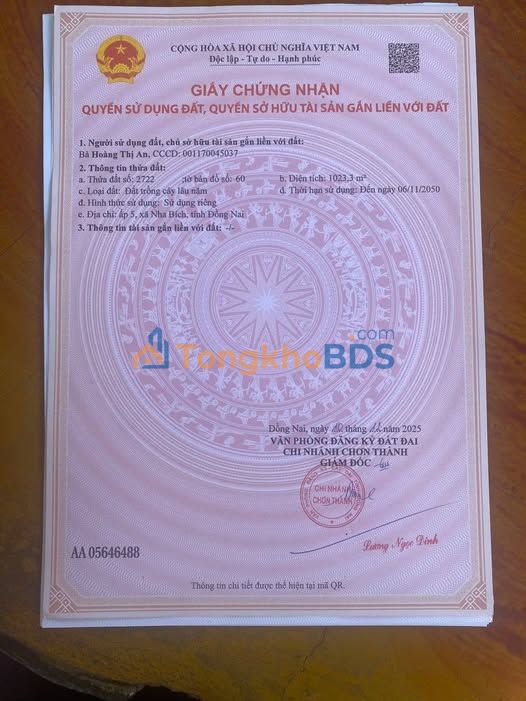 CỘNG HÒA XÃ HỘI CHỦ NGHĨA VIỆT NAM
Độc lập - Tự do - Hạnh phúc
GIẤY CHỨNG NHẬN
QUYỀN SỬ DỤNG ĐẤT, QUYỀN SỞ HỮU TÀI SẢN GẮN LIỀN VỚI ĐẤT
1. Người sử dụng đất, chủ sở hữu tài sản gắn liền với đất:
Bà Hoàng Thị An, CCCD: 001170045037
2. Thông tin thửa đất:
a. Thửa đất số: 2722 ;tờ bản đồ số: 60 b. Diện tích: 1023,3 m²
c. Loại đất: Đất trồng cây lâu năm d. Thời hạn sử dụng: Đến ngày 06/11/2050
đ. Hình thức sử dụng: Sử dụng riêng
e. Địa chỉ: ấp 5, xã Nha Bích, tỉnh Đồng Nai
3. Thông tin tài sản gắn liền với đất: -/-
TongkhoBDS.com
Đồng Nai, ngày tháng năm 2025
VĂN PHÒNG ĐĂNG KÝ ĐẤT ĐAI
CHI NHÁNH CHƠN THÀNH
GIÁM ĐỐC
CHI NHÁNH
CHƠN THÀNH
Lương Ngọc Đinh
AA 05646488
Thông tin chi tiết được thể hiện tại mã QR.